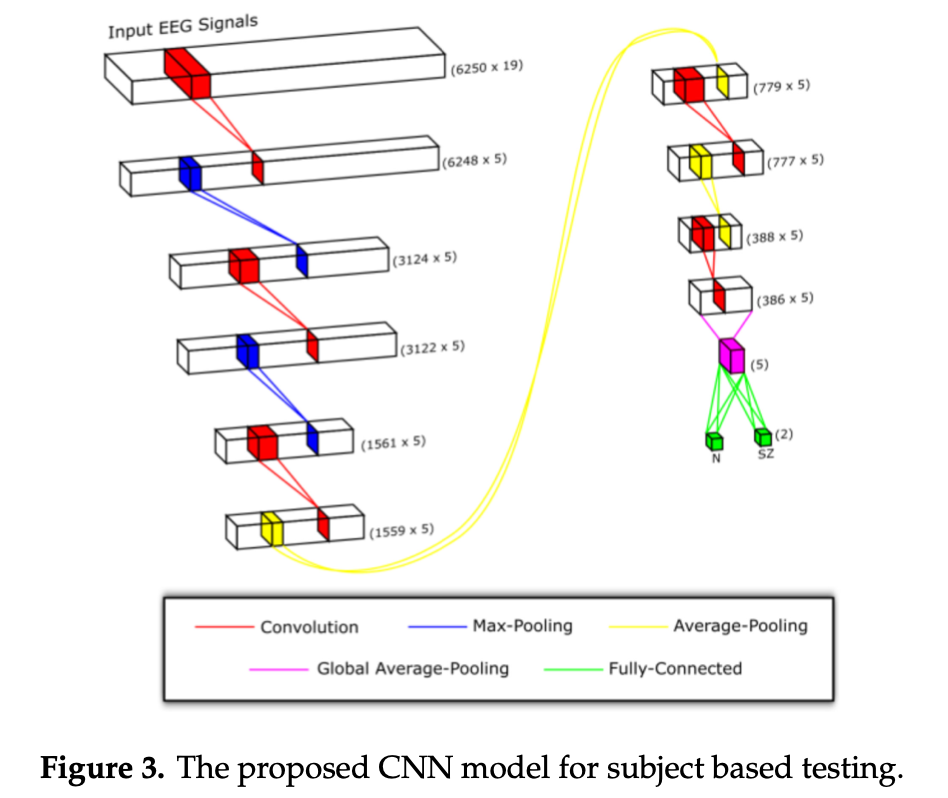 Input EEG Signals
(6250 x 19)
(6248 x 5)
(3124 x 5)
(3122 x 5)
(1561 x 5)
(1559 x 5)
(779 x 5)
(777 x 5)
(388 x 5)
(386 x 5)
(5)
(2)
N
SZ
Convolution
Max-Pooling
Average-Pooling
Global Average-Pooling
Fully-Connected
Figure 3. The proposed CNN model for subject based testing.